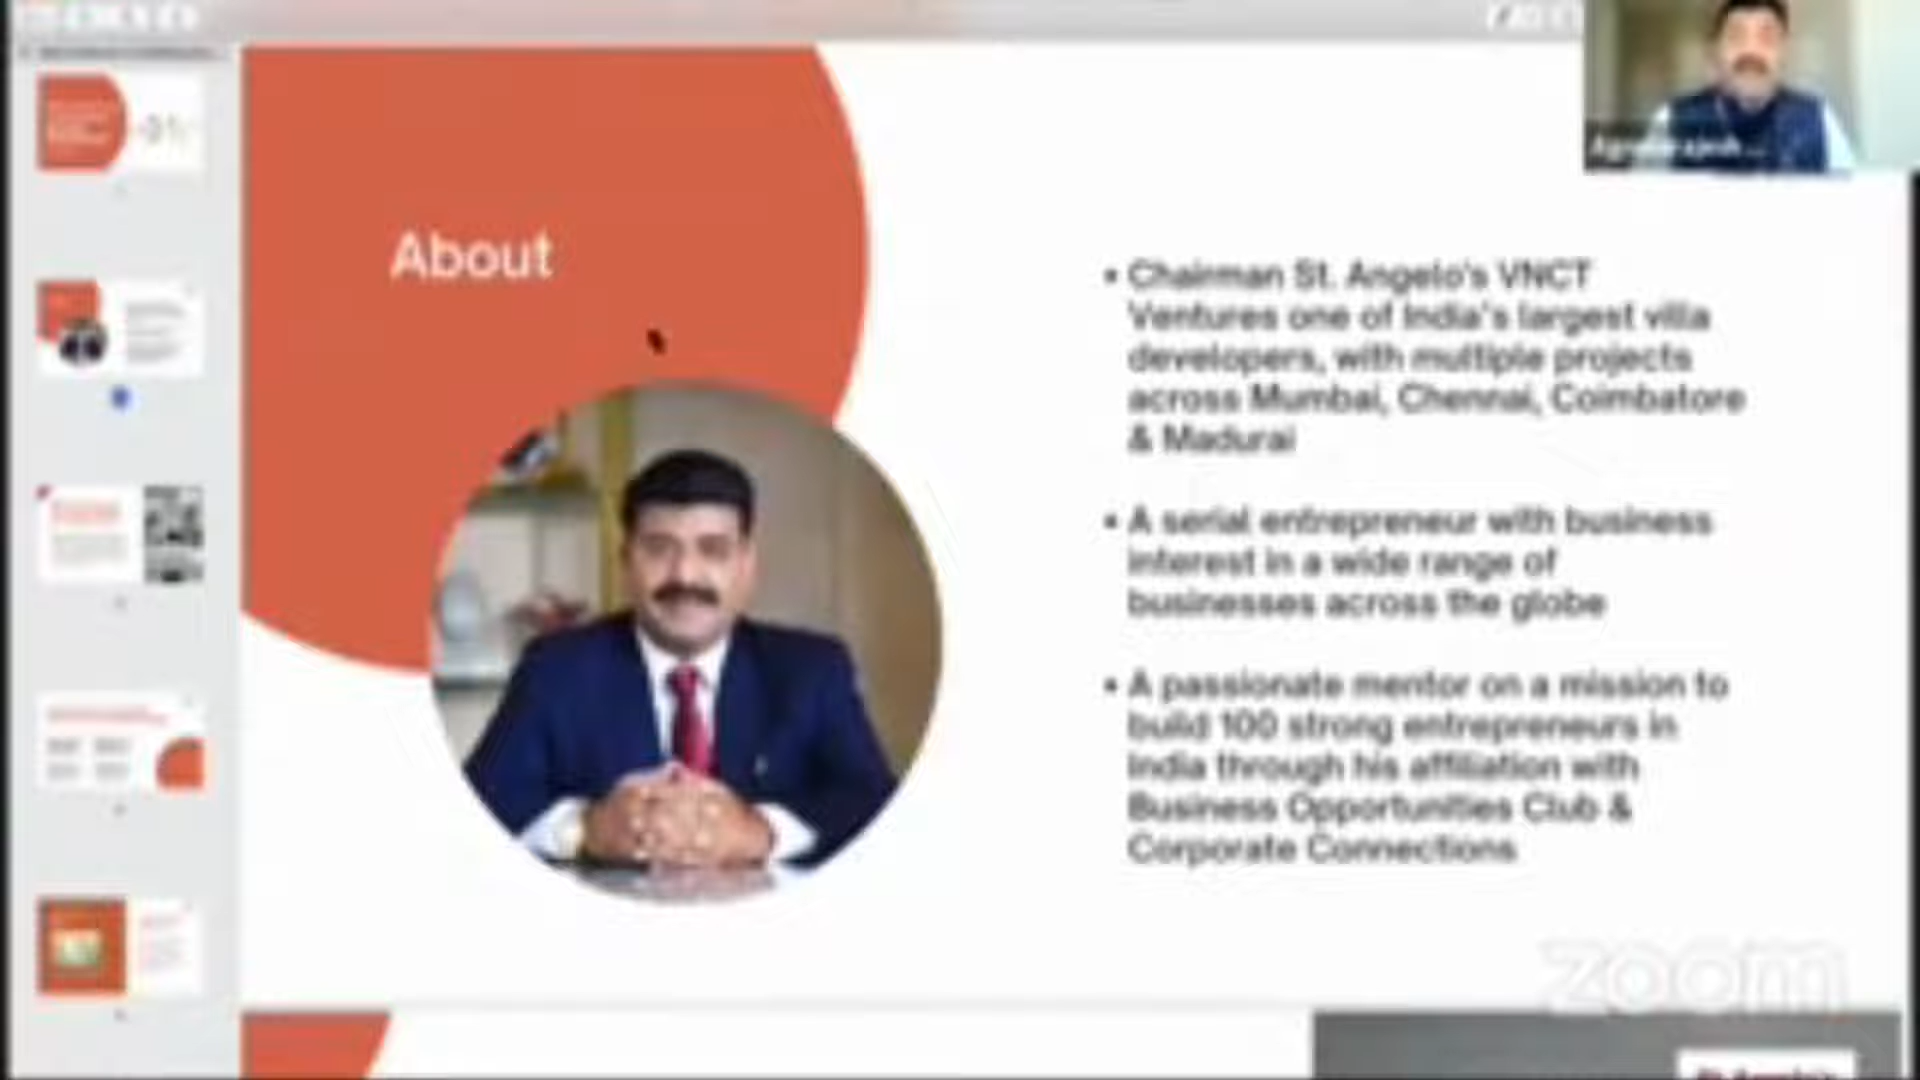 About
• Chairman St. Angelo's VNCT
Ventures one of India's largest villa
developers, with multiple projects
across Mumbai, Chennai, Coimbatore
& Madurai
• A serial entrepreneur with business
interest in a wide range of
businesses across the globe
• A passionate mentor on a mission to
build 100 strong entrepreneurs in
India through his affiliation with
Business Opportunities Club &
Corporate Connections
zoom